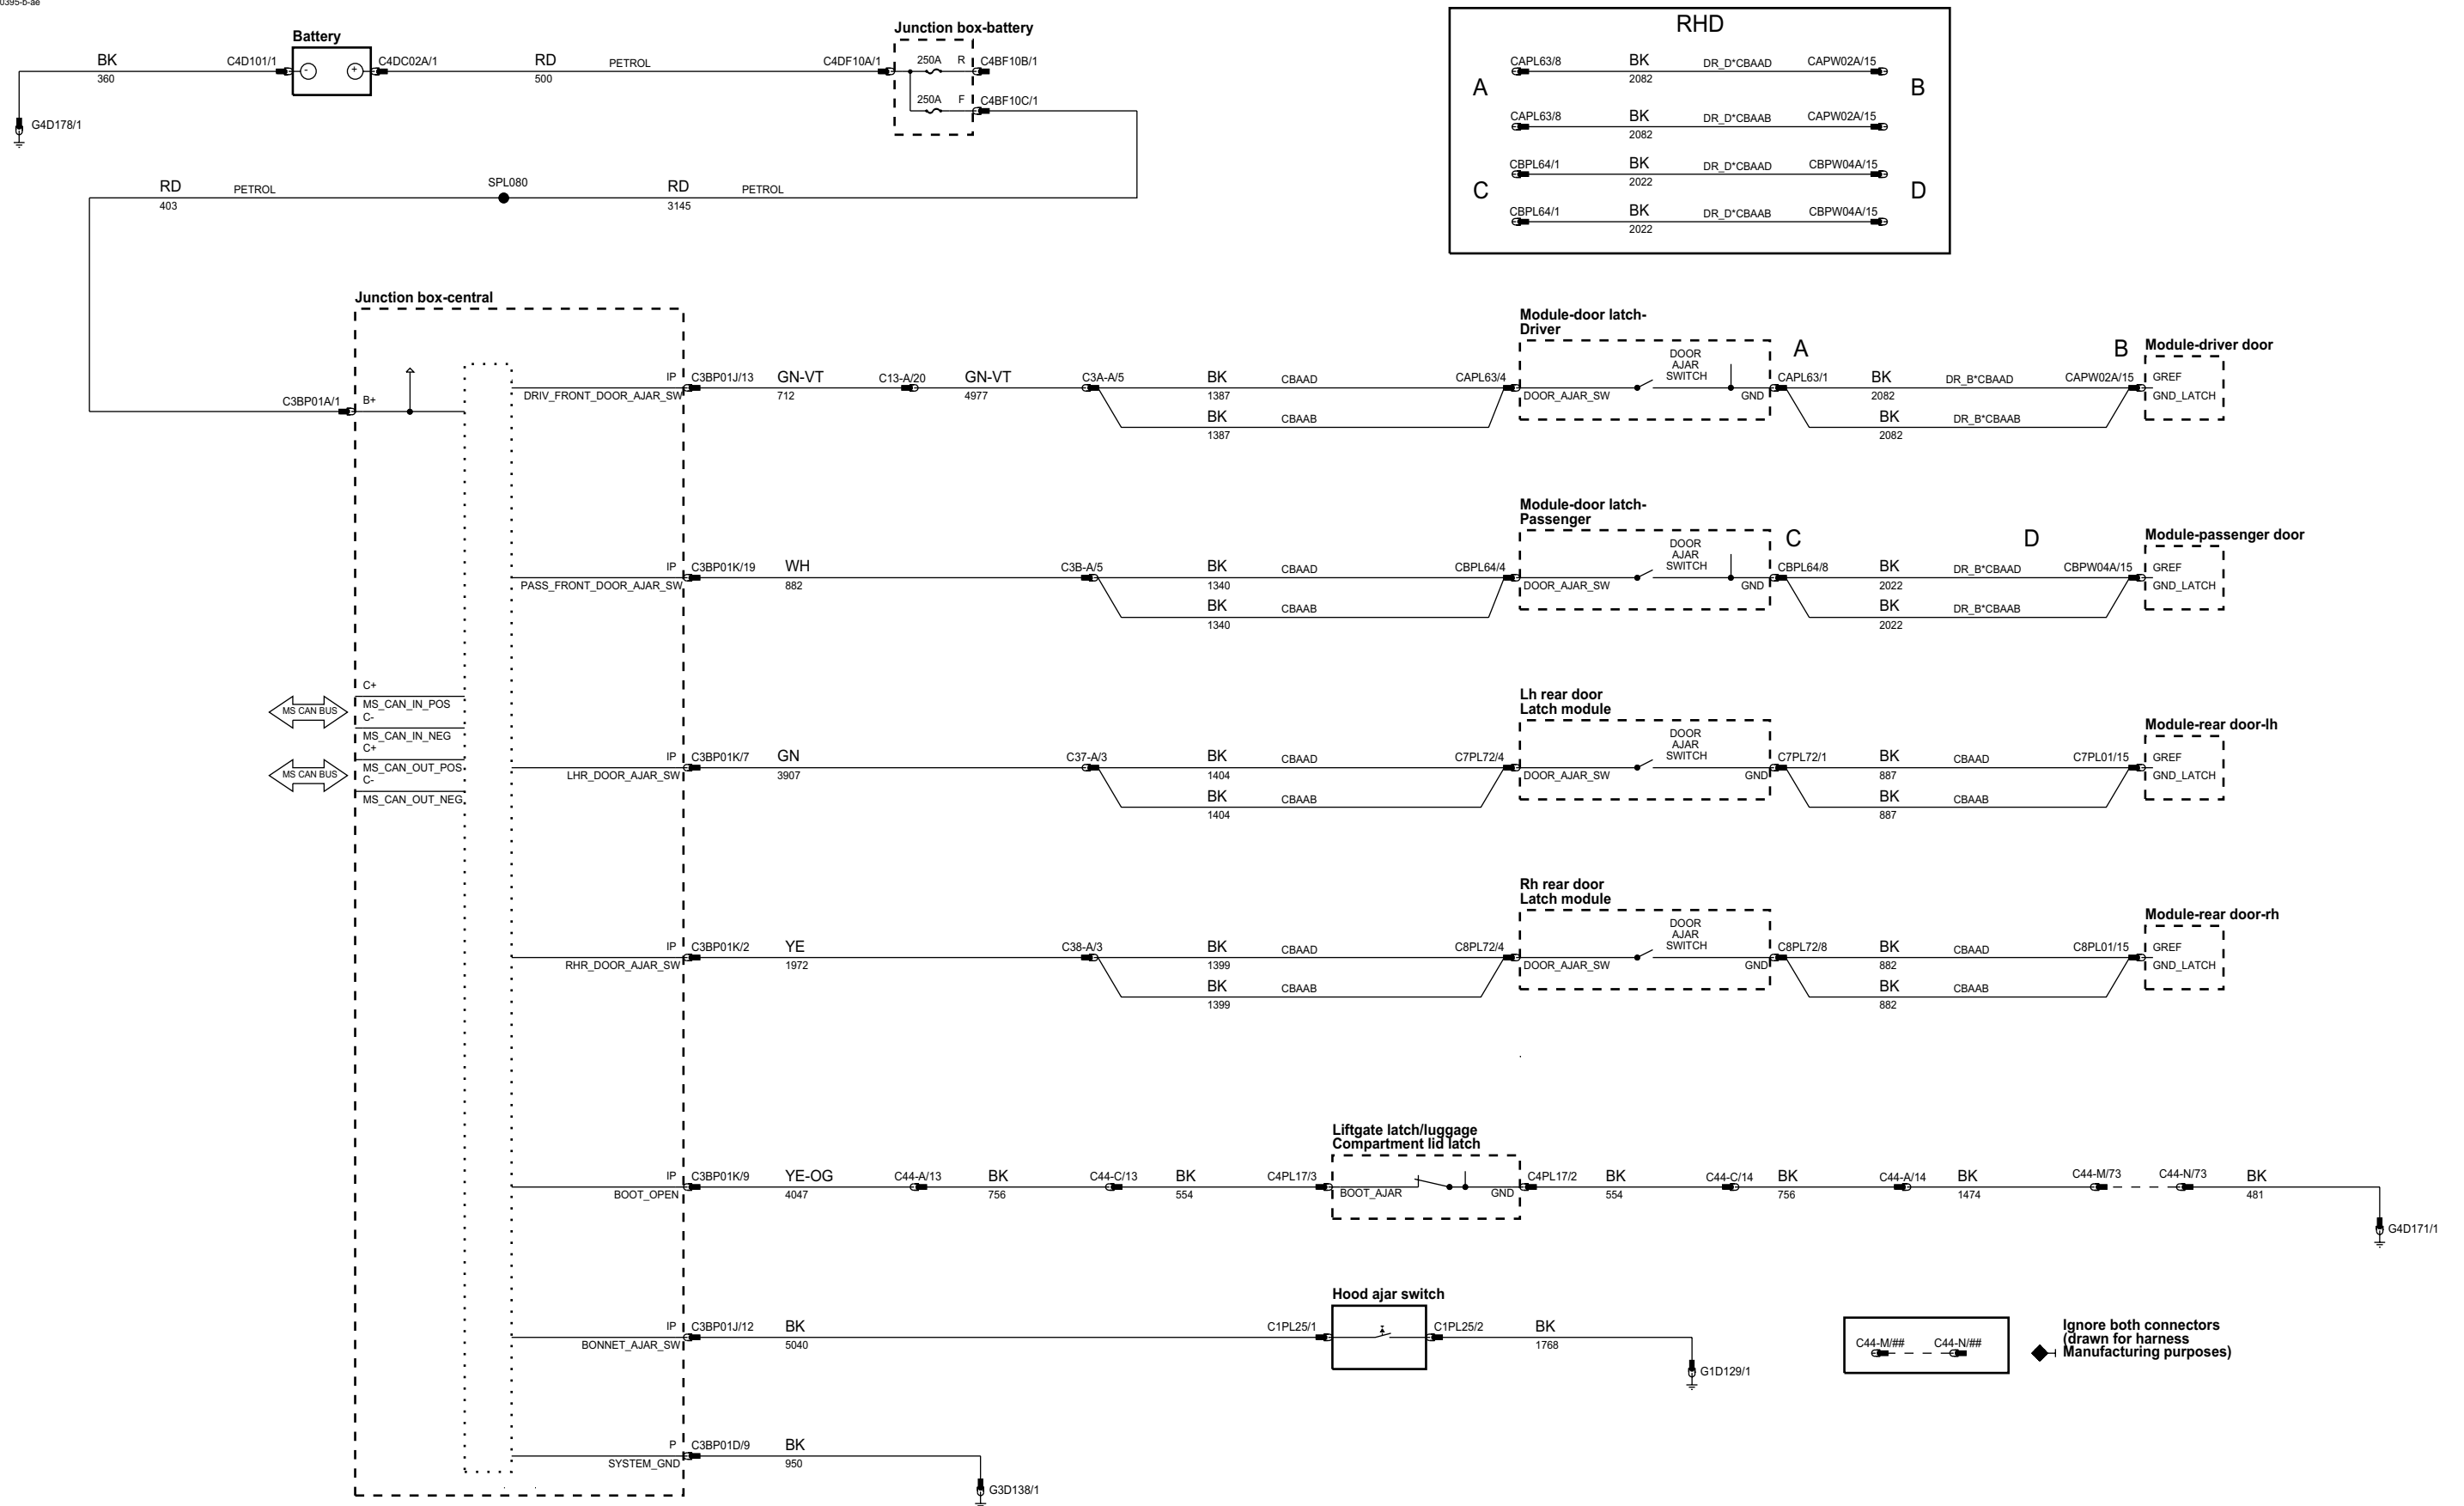 0395-b-ae
Battery
BK
360
C4D101/1
-
+
C4DC02A/1
RD
500
PETROL
Junction box-battery
C4DF10A/1
250A R
C4BF10B/1
250A F
C4BF10C/1
G4D178/1
RD
403
PETROL
SPL080
RD
3145
PETROL
RHD
A
B
CAPL63/8
BK
2082
DR_D*CBAAD
CAPW02A/15
CAPL63/8
BK
2082
DR_D*CBAAB
CAPW02A/15
C
D
CBPL64/1
BK
2022
DR_D*CBAAD
CBPW04A/15
CBPL64/1
BK
2022
DR_D*CBAAB
CBPW04A/15
Junction box-central
C3BP01A/1
B+
IP
DRIV_FRONT_DOOR_AJAR_SW
C3BP01J/13
GN-VT
712
C13-A/20
GN-VT
4977
C3A-A/5
BK
1387
CBAAD
BK
1387
CBAAB
CAPL63/4
Module-door latch-
Driver
DOOR
AJAR
SWITCH
DOOR_AJAR_SW
GND
A
CAPL63/1
BK
2082
DR_B*CBAAD
BK
2082
DR_B*CBAAB
B
CAPW02A/15
Module-driver door
GREF
GND_LATCH
IP
PASS_FRONT_DOOR_AJAR_SW
C3BP01K/19
WH
882
C3B-A/5
BK
1340
CBAAD
BK
1340
CBAAB
CBPL64/4
Module-door latch-
Passenger
DOOR
AJAR
SWITCH
DOOR_AJAR_SW
GND
C
CBPL64/8
BK
2022
DR_B*CBAAD
BK
2022
DR_B*CBAAB
D
CBPW04A/15
Module-passenger door
GREF
GND_LATCH
MS CAN BUS
C+
MS_CAN_IN_POS
C-
MS_CAN_IN_NEG
MS CAN BUS
C+
MS_CAN_OUT_POS
C-
MS_CAN_OUT_NEG
IP
LHR_DOOR_AJAR_SW
C3BP01K/7
GN
3907
C37-A/3
BK
1404
CBAAD
BK
1404
CBAAB
C7PL72/4
Lh rear door
Latch module
DOOR
AJAR
SWITCH
DOOR_AJAR_SW
GND
C7PL72/1
BK
887
CBAAD
BK
887
CBAAB
C7PL01/15
Module-rear door-lh
GREF
GND_LATCH
IP
RHR_DOOR_AJAR_SW
C3BP01K/2
YE
1972
C38-A/3
BK
1399
CBAAD
BK
1399
CBAAB
C8PL72/4
Rh rear door
Latch module
DOOR
AJAR
SWITCH
DOOR_AJAR_SW
GND
C8PL72/8
BK
882
CBAAD
BK
882
CBAAB
C8PL01/15
Module-rear door-rh
GREF
GND_LATCH
IP
BOOT_OPEN
C3BP01K/9
YE-OG
4047
C44-A/13
BK
756
C44-C/13
BK
554
C4PL17/3
Liftgate latch/luggage
Compartment lid latch
BOOT_AJAR
GND
C4PL17/2
BK
554
C44-C/14
BK
756
C44-A/14
BK
1474
C44-M/73
C44-N/73
BK
481
G4D171/1
IP
BONNET_AJAR_SW
C3BP01J/12
BK
5040
C1PL25/1
Hood ajar switch
C1PL25/2
BK
1768
G1D129/1
C44-M/##
C44-N/##
Ignore both connectors
(drawn for harness
Manufacturing purposes)
P
SYSTEM_GND
C3BP01D/9
BK
950
G3D138/1